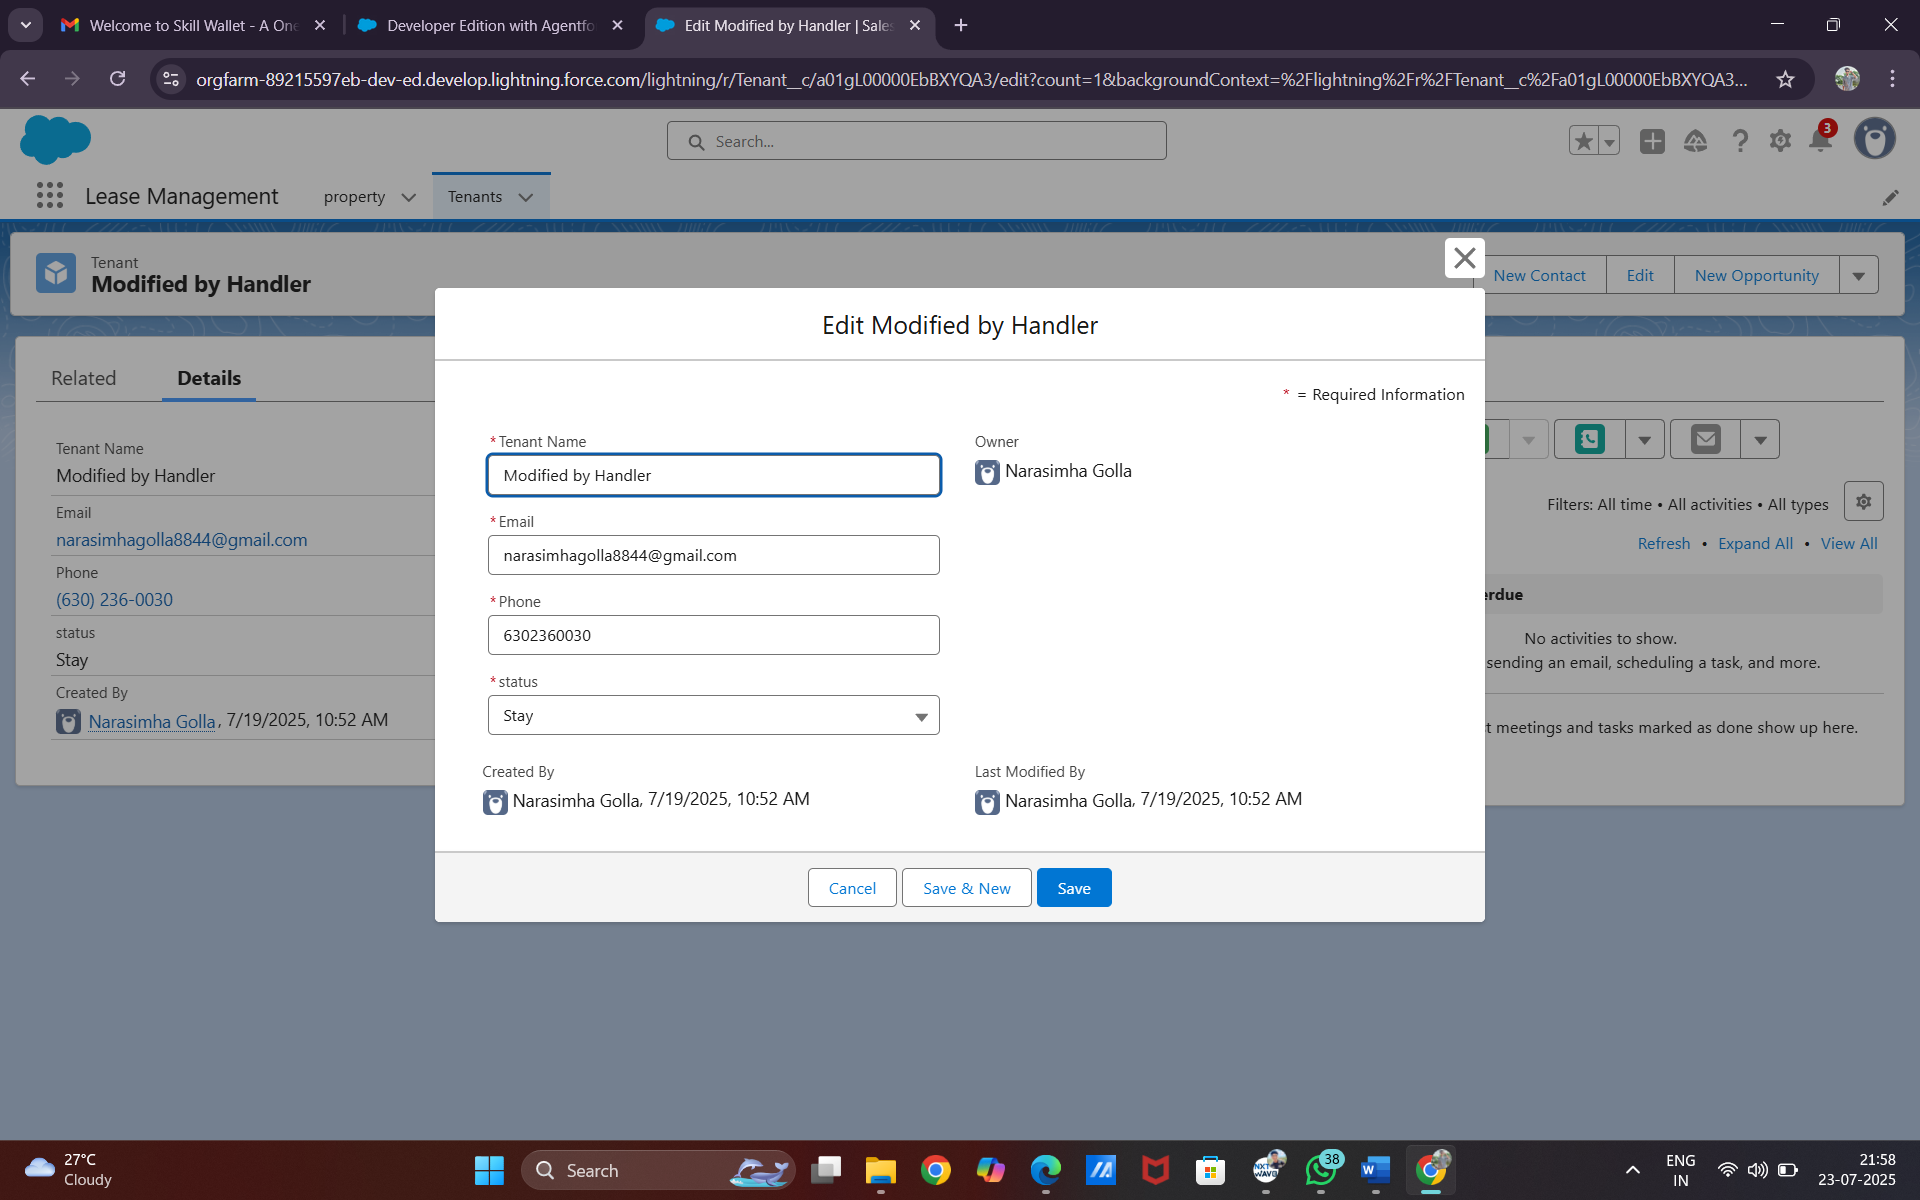 Welcome to Skill Wallet - A One
Developer Edition with Agentfo
Edit Modified by Handler | Sales
orgfarm-89215597eb-dev-ed.develop.lightning.force.com/lightning/r/Tenant__c/a01gL00000EbBXYQA3/edit?count=1&backgroundContext=%2Flightning%2Fr%2FTenant__c%2Fa01gL00000EbBXYQA3...
Search...
3
Lease Management
property
Tenants
Tenant
Modified by Handler
New Contact
Edit
New Opportunity
Edit Modified by Handler
Related
Details
* = Required Information
Tenant Name
Modified by Handler
Email
narasimhagolla8844@gmail.com
Phone
(630) 236-0030
status
Stay
Created By
Narasimha Golla, 7/19/2025, 10:52 AM
*Tenant Name
Modified by Handler
Owner
Narasimha Golla
*Email
narasimhagolla8844@gmail.com
*Phone
6302360030
*status
Stay
Created By
Narasimha Golla, 7/19/2025, 10:52 AM
Last Modified By
Narasimha Golla, 7/19/2025, 10:52 AM
Cancel
Save & New
Save
Filters: All time • All activities • All types
Refresh • Expand All • View All
erdue
No activities to show.
sending an email, scheduling a task, and more.
t meetings and tasks marked as done show up here.
27°C
Cloudy
Search
38
ENG
IN
21:58
23-07-2025